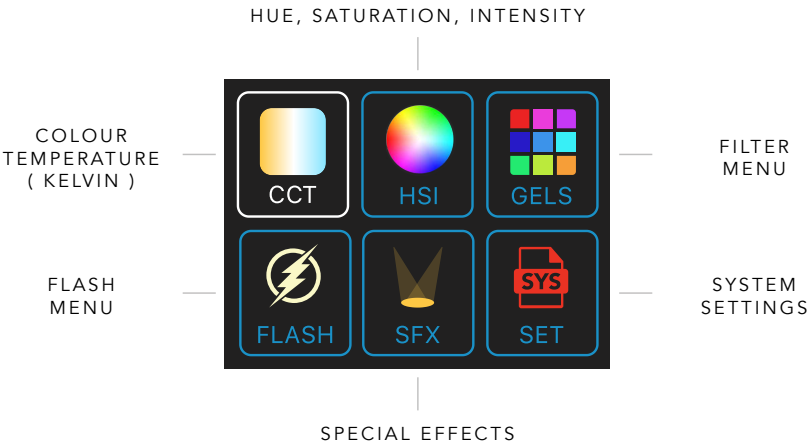 HUE, SATURATION, INTENSITY
COLOUR
TEMPERATURE
( KELVIN )
CCT
HSI
GELS
FILTER
MENU
FLASH
MENU
FLASH
SFX
SYS
SET
SYSTEM
SETTINGS
SPECIAL EFFECTS